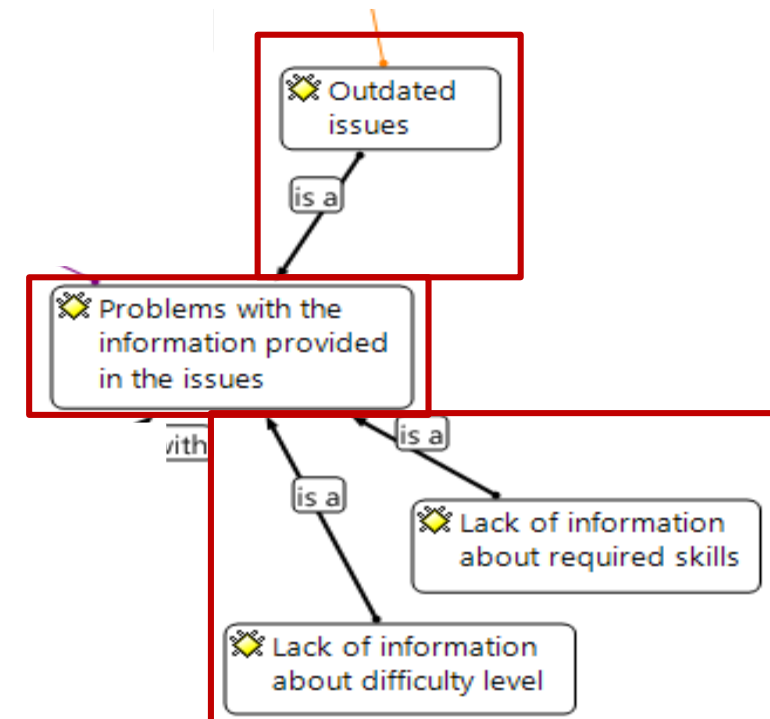 Outdated
issues
is a
Problems with the
information provided
in the issues
with
is a
is a
Lack of information
about required skills
Lack of information
about difficulty level